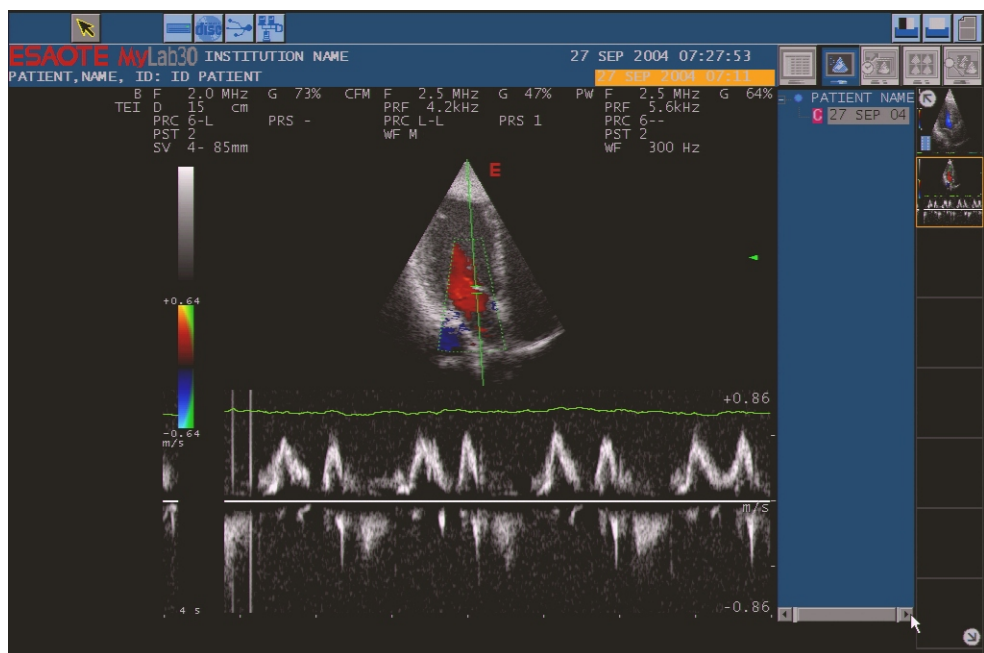 disc
D
ESAOTE MyLab30 INSTITUTION NAME 27 SEP 2004 07:27:53
PATIENT,NAME, ID: ID PATIENT 27 SEP 2004 07:11
B F 2.0 MHz G 73% CFM F 2.5 MHz G 47% PW F 2.5 MHz G 64%
TEI D 15 cm PRF 4.2kHz PRF 5.6kHz
PRC 6-L PRS - PRC L-L PRS 1 PRC 6--
PST 2 WF M PST 2
SV 4- 85mm WF 300 Hz
PATIENT NAME
C 27 SEP 04
E
+0.64
-0.64
m/s
+0.86
m/s
-0.86
4 5